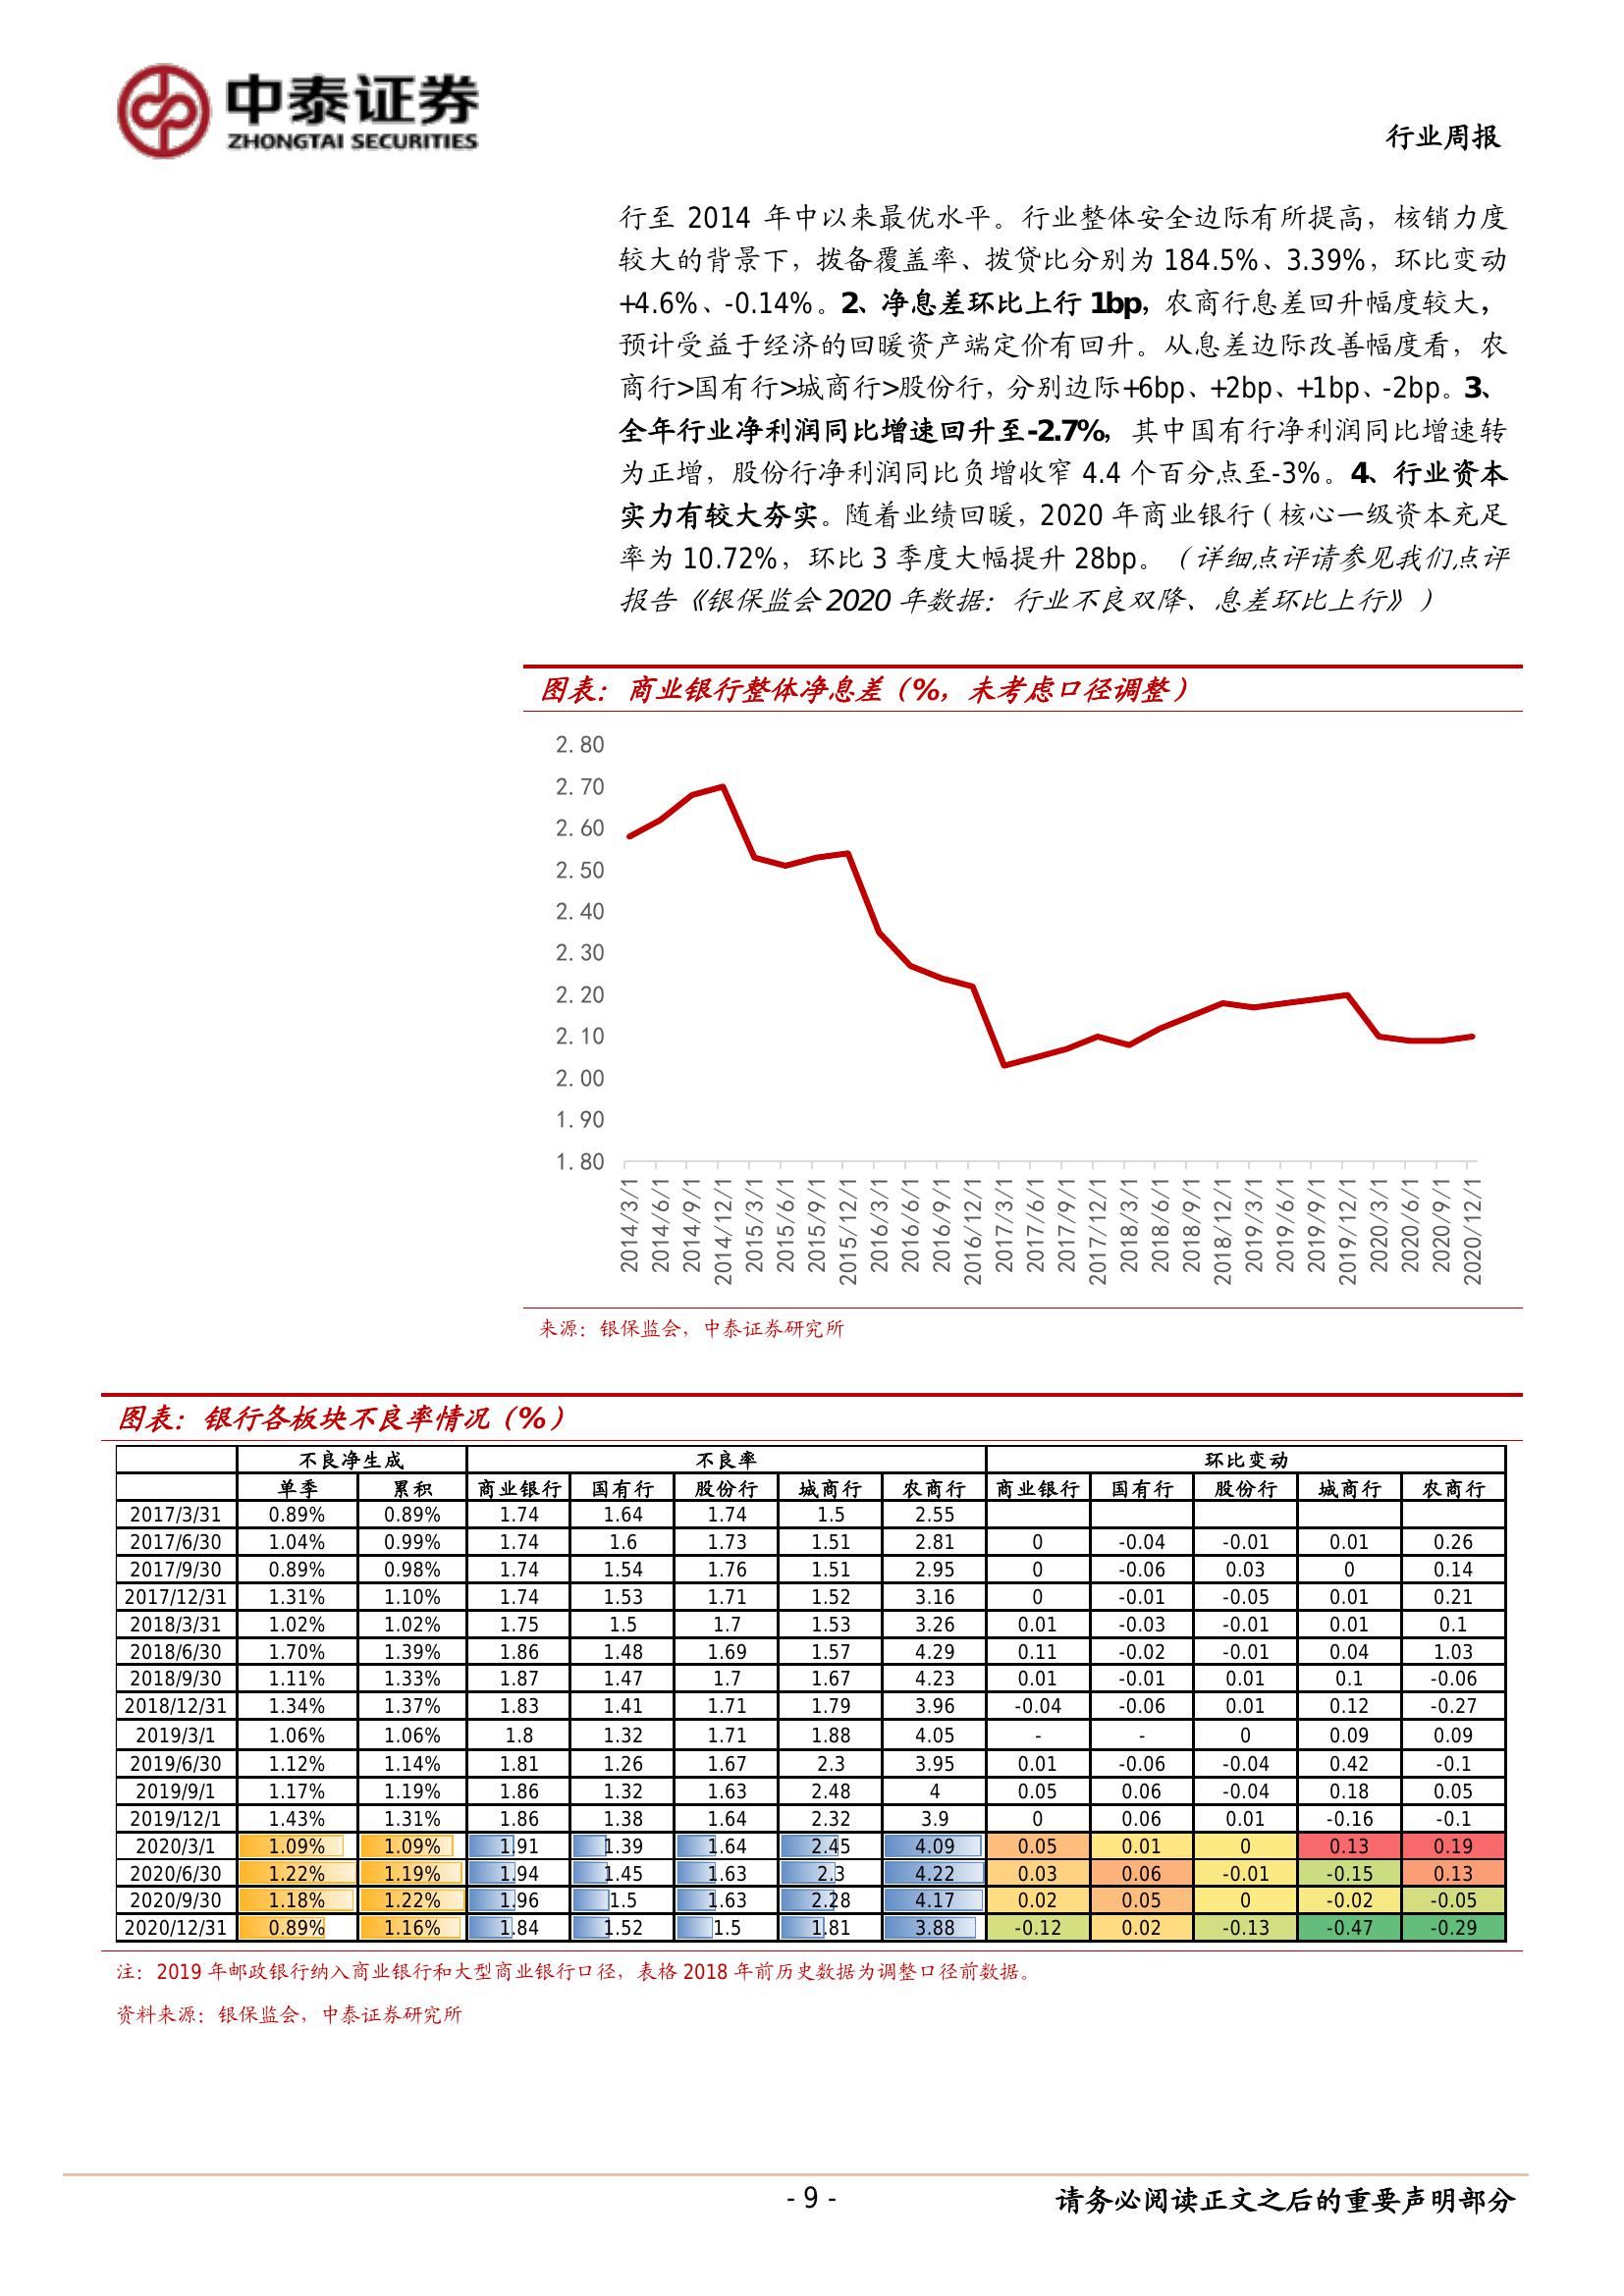 中泰证券
ZHONGTAI SECURITIES
行业周报
行至 2014 年中以来最优水平。行业整体安全边际有所提高，核销力度
较大的背景下，拨备覆盖率、拨贷比分别为 184.5%、3.39%，环比变动
+4.6%、-0.14%。2、净息差环比上行 1bp，农商行息差回升幅度较大，
预计受益于经济的回暖资产端定价有回升。从息差边际改善幅度看，农
商行>国有行>城商行>股份行，分别边际+6bp、+2bp、+1bp、-2bp。3、
全年行业净利润同比增速回升至-2.7%，其中国有行净利润同比增速转
为正增，股份行净利润同比负增收窄 4.4 个百分点至-3%。4、行业资本
实力有较大夯实。随着业绩回暖，2020 年商业银行（核心一级资本充足
率为 10.72%，环比 3 季度大幅提升 28bp。（详细点评请参见我们点评
报告《银保监会 2020 年数据：行业不良双降、息差环比上行》）
图表：商业银行整体净息差（%，未考虑口径调整）
2.80
2.70
2.60
2.50
2.40
2.30
2.20
2.10
2.00
1.90
1.80
2014/3/1 2014/6/1 2014/9/1 2014/12/1 2015/3/1 2015/6/1 2015/9/1 2015/12/1 2016/3/1 2016/6/1 2016/9/1 2016/12/1 2017/3/1 2017/6/1 2017/9/1 2017/12/1 2018/3/1 2018/6/1 2018/9/1 2018/12/1 2019/3/1 2019/6/1 2019/9/1 2019/12/1 2020/3/1 2020/6/1 2020/9/1 2020/12/1
来源：银保监会，中泰证券研究所
图表：银行各板块不良率情况（%）
不良净生成 不良率 环比变动
单季 累积 商业银行 国有行 股份行 城商行 农商行 商业银行 国有行 股份行 城商行 农商行
2017/3/31 0.89% 0.89% 1.74 1.64 1.74 1.5 2.55
2017/6/30 1.04% 0.99% 1.74 1.6 1.73 1.51 2.81 0 -0.04 -0.01 0.01 0.26
2017/9/30 0.89% 0.98% 1.74 1.54 1.76 1.51 2.95 0 -0.06 0.03 0 0.14
2017/12/31 1.31% 1.10% 1.74 1.53 1.71 1.52 3.16 0 -0.01 -0.05 0.01 0.21
2018/3/31 1.02% 1.02% 1.75 1.5 1.7 1.53 3.26 0.01 -0.03 -0.01 0.01 0.1
2018/6/30 1.70% 1.39% 1.86 1.48 1.69 1.57 4.29 0.11 -0.02 -0.01 0.04 1.03
2018/9/30 1.11% 1.33% 1.87 1.47 1.7 1.67 4.23 0.01 -0.01 0.01 0.1 -0.06
2018/12/31 1.34% 1.37% 1.83 1.41 1.71 1.79 3.96 -0.04 -0.06 0.01 0.12 -0.27
2019/3/1 1.06% 1.06% 1.8 1.32 1.71 1.88 4.05 - - 0 0.09 0.09
2019/6/30 1.12% 1.14% 1.81 1.26 1.67 2.3 3.95 0.01 -0.06 -0.04 0.42 -0.1
2019/9/1 1.17% 1.19% 1.86 1.32 1.63 2.48 4 0.05 0.06 -0.04 0.18 0.05
2019/12/1 1.43% 1.31% 1.86 1.38 1.64 2.32 3.9 0 0.06 0.01 -0.16 -0.1
2020/3/1 1.09% 1.09% 1.91 1.39 1.64 2.45 4.09 0.05 0.01 0 0.13 0.19
2020/6/30 1.22% 1.19% 1.94 1.45 1.63 2.3 4.22 0.03 0.06 -0.01 -0.15 0.13
2020/9/30 1.18% 1.22% 1.96 1.5 1.63 2.28 4.17 0.02 0.05 0 -0.02 -0.05
2020/12/31 0.89% 1.16% 1.84 1.52 1.5 1.81 3.88 -0.12 0.02 -0.13 -0.47 -0.29
注：2019 年邮政银行纳入商业银行和大型商业银行口径，表格 2018 年前历史数据为调整口径前数据。
资料来源：银保监会，中泰证券研究所
- 9 -
请务必阅读正文之后的重要声明部分